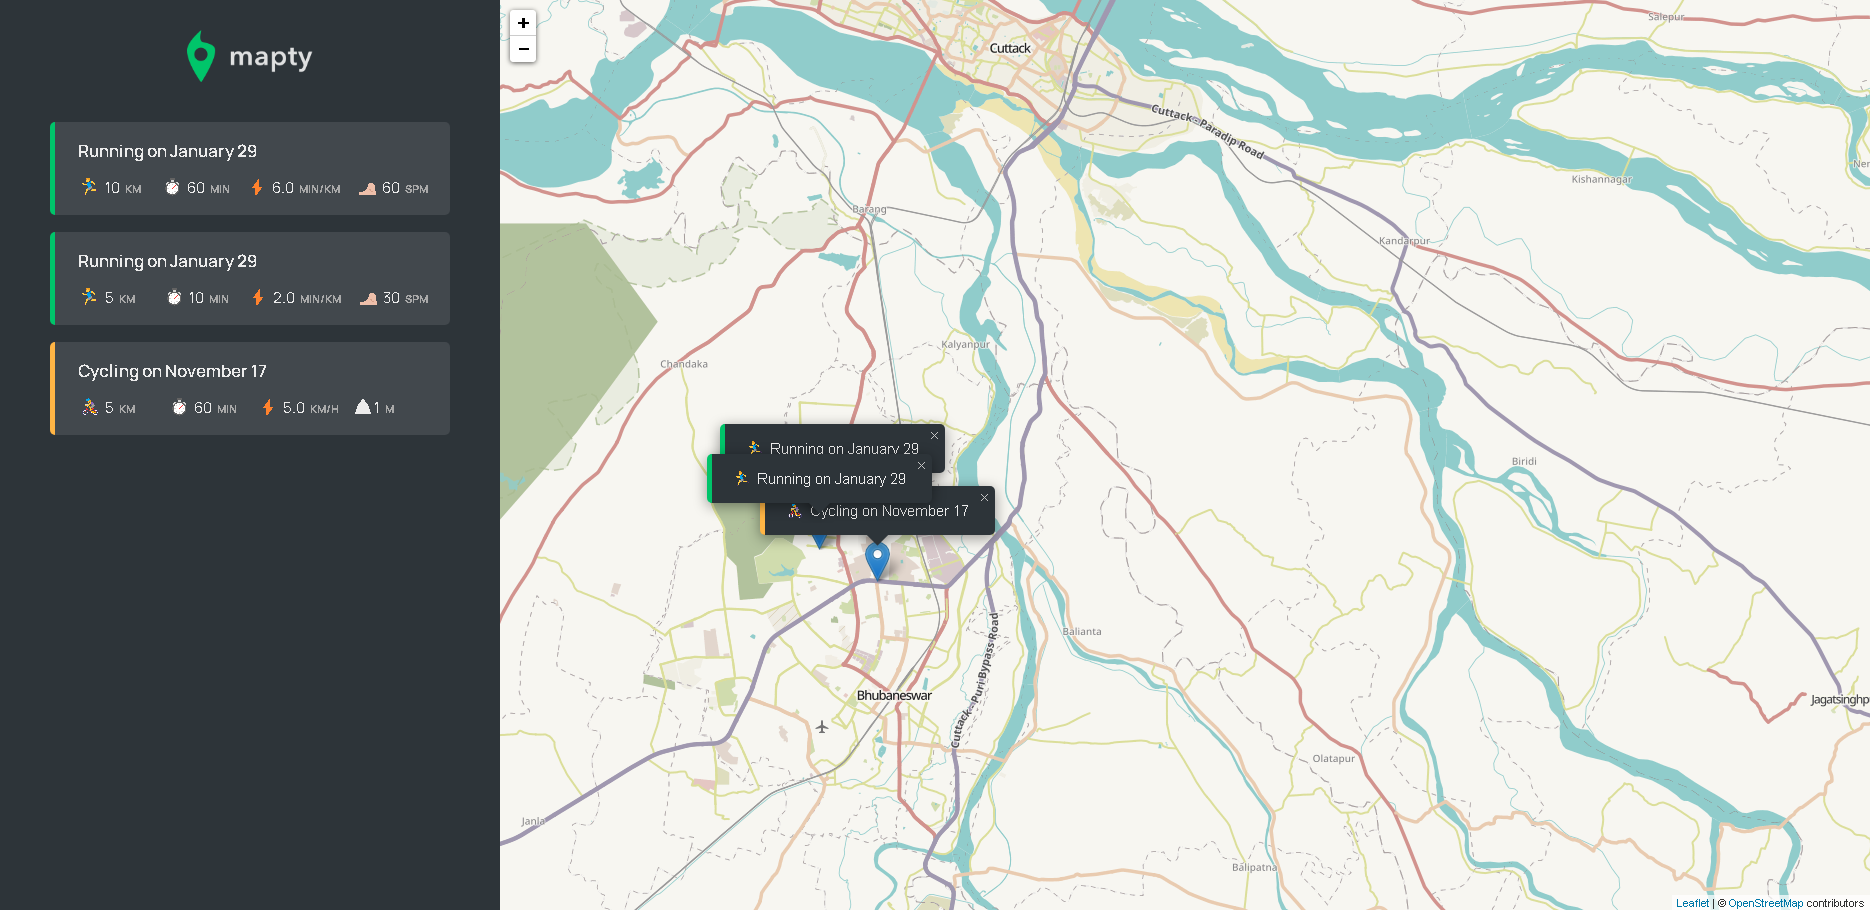 mapty
Running on January 29
10 KM 60 MIN 6.0 MIN/KM 60 SPM
Running on January 29
5 KM 10 MIN 2.0 MIN/KM 30 SPM
Cycling on November 17
5 KM 60 MIN 5.0 KM/H 1 M
+
−
Salepur
Cuttack
Cuttack - Paradip Road
Kishannagar
Barang
Kandarpur
Kalyanpur
Chandaka
× Running on January 29
× Running on January 29
× Cycling on November 17
Biridi
Balianta
Cuttack - Puri Bypass Road
Bhubaneswar
Jagatsinghp
Olatapur
Janla
Balipatna
Leaflet | © OpenStreetMap contributors